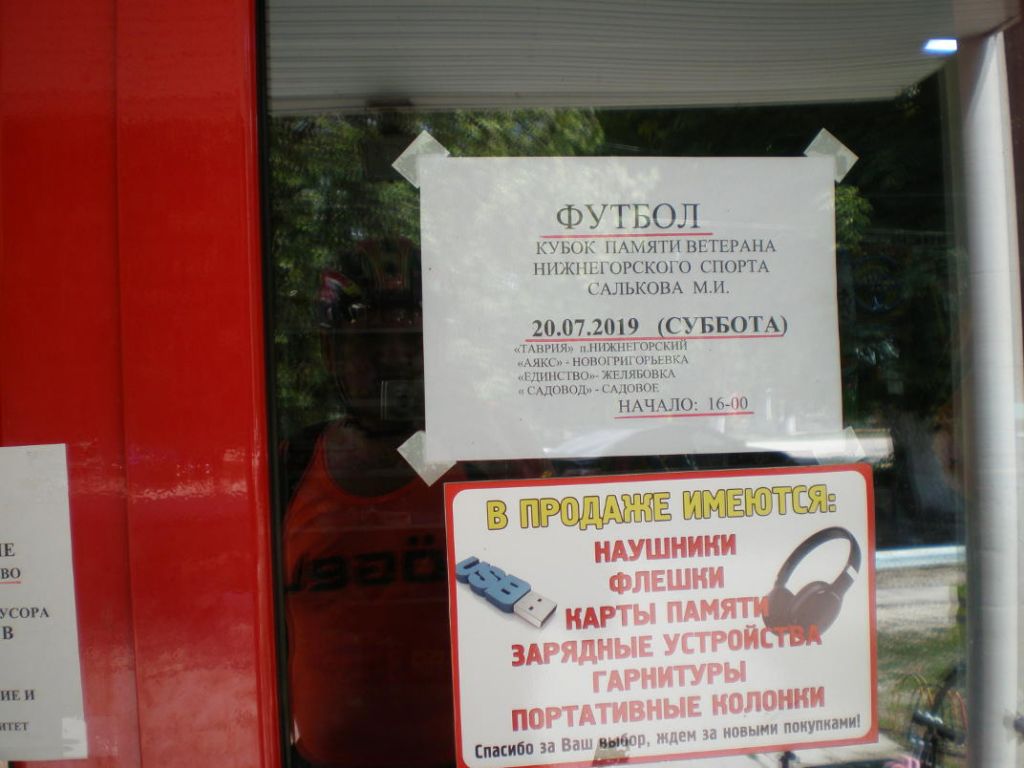 ФУТБОЛ
КУБОК ПАМЯТИ ВЕТЕРАНА
НИЖНЕГОРСКОГО СПОРТА
САЛЬКОВА М.И.
20.07.2019 (СУББОТА)
«ТАВРИЯ» п.НИЖНЕГОРСКИЙ
«АЯКС» - НОВОГРИГОРЬЕВКА
«ЕДИНСТВО»- ЖЕЛЯБОВКА
« САДОВОД» - САДОВОЕ
НАЧАЛО: 16-00
В ПРОДАЖЕ ИМЕЮТСЯ:
НАУШНИКИ
ФЛЕШКИ
КАРТЫ ПАМЯТИ
ЗАРЯДНЫЕ УСТРОЙСТВА
ГАРНИТУРЫ
ПОРТАТИВНЫЕ КОЛОНКИ
Спасибо за Ваш выбор, ждем за новыми покупками!
USB
ИЕ И
В